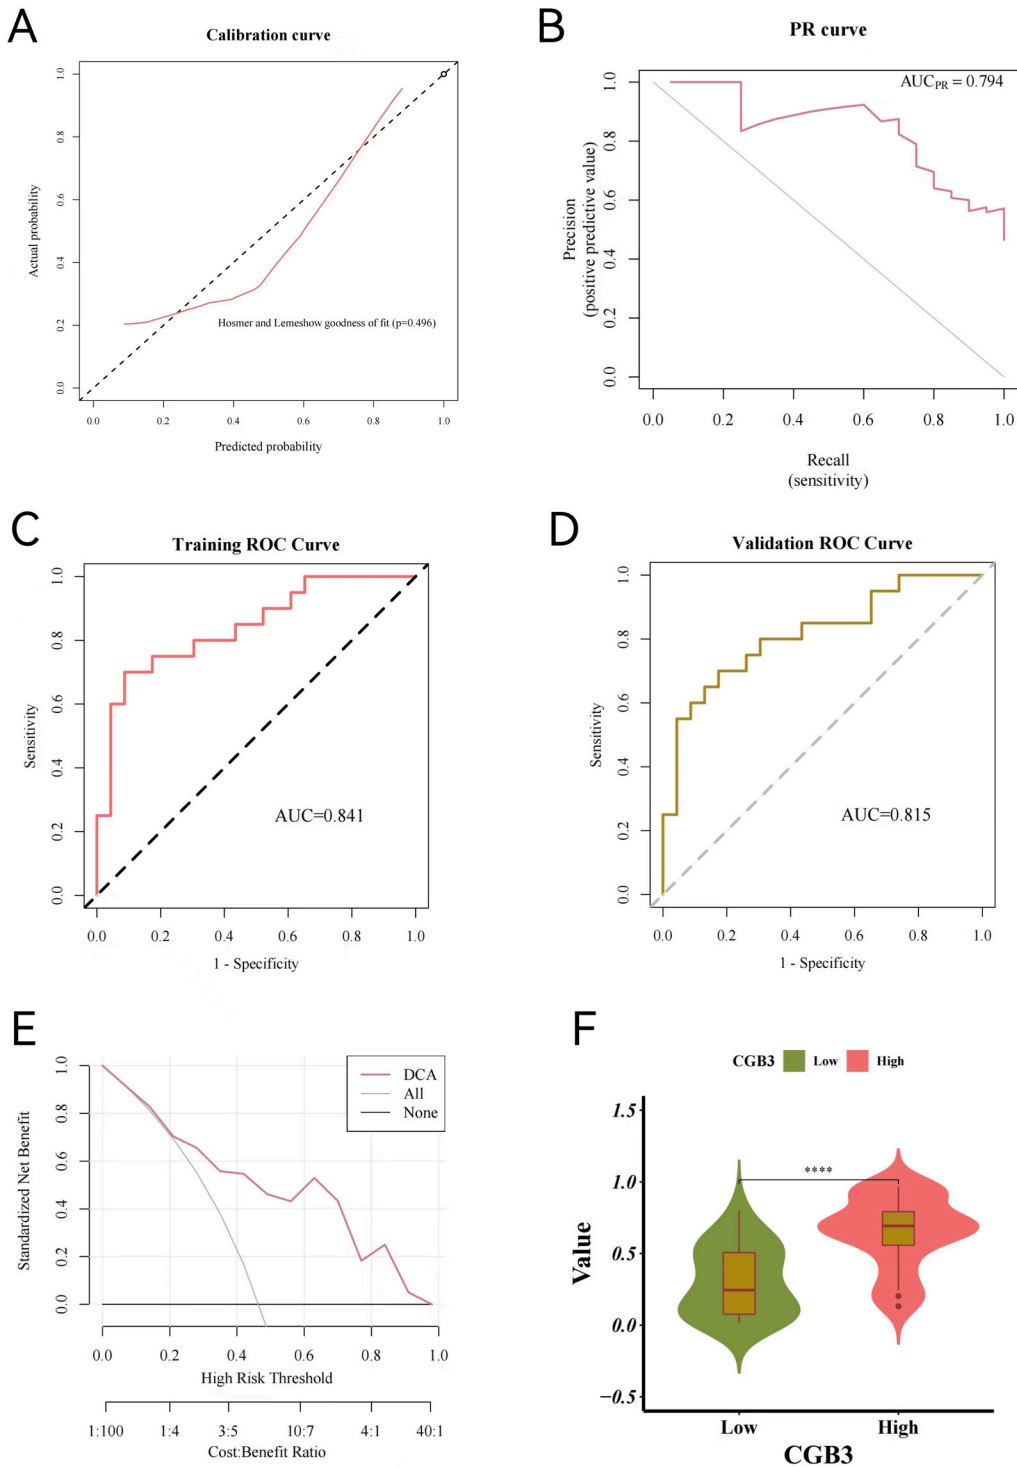 A
Calibration curve
Actual probability
1.0
0.8
0.6
0.4
0.2
0.0
Hosmer and Lemeshow goodness of fit (p=0.496)
0.0 0.2 0.4 0.6 0.8 1.0
Predicted probability
B
PR curve
AUCPR = 0.794
Precision
(positive predictive value)
1.0
0.8
0.6
0.4
0.2
0.0
0.0 0.2 0.4 0.6 0.8 1.0
Recall
(sensitivity)
C
Training ROC Curve
Sensitivity
1.0
0.8
0.6
0.4
0.2
0.0
AUC=0.841
0.0 0.2 0.4 0.6 0.8 1.0
1 - Specificity
D
Validation ROC Curve
Sensitivity
1.0
0.8
0.6
0.4
0.2
0.0
AUC=0.815
0.0 0.2 0.4 0.6 0.8 1.0
1 - Specificity
E
Standardized Net Benefit
1.0
0.8
0.6
0.4
0.2
0.0
DCA
All
None
0.0 0.2 0.4 0.6 0.8 1.0
High Risk Threshold
1:100 1:4 3:5 10:7 4:1 40:1
Cost:Benefit Ratio
F
CGB3 Low High
Value
1.5
1.0
0.5
0.0
−0.5
****
Low High
CGB3